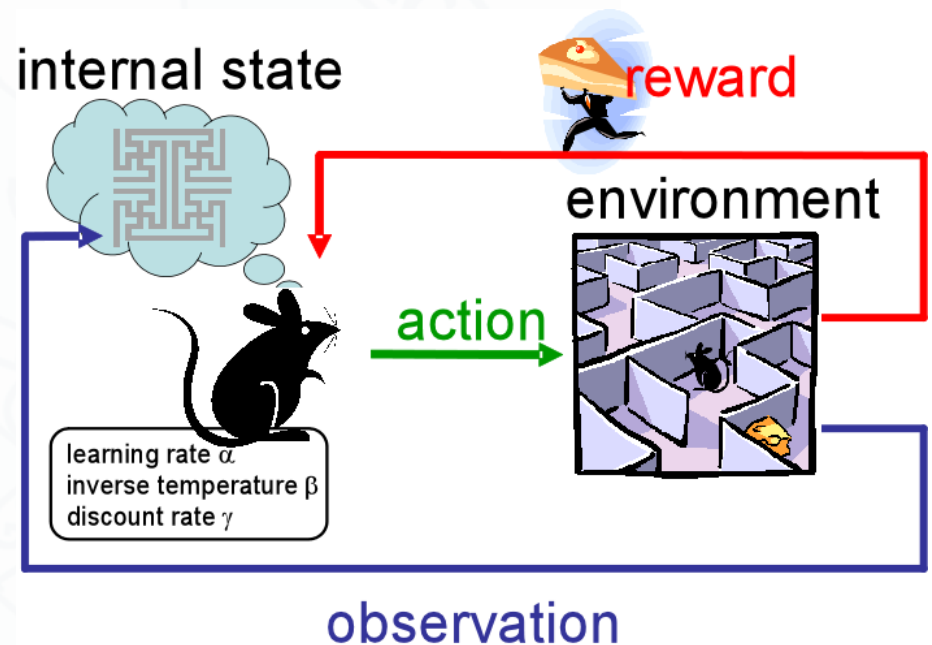 internal state
reward
environment
action
learning rate α
inverse temperature β
discount rate γ
observation